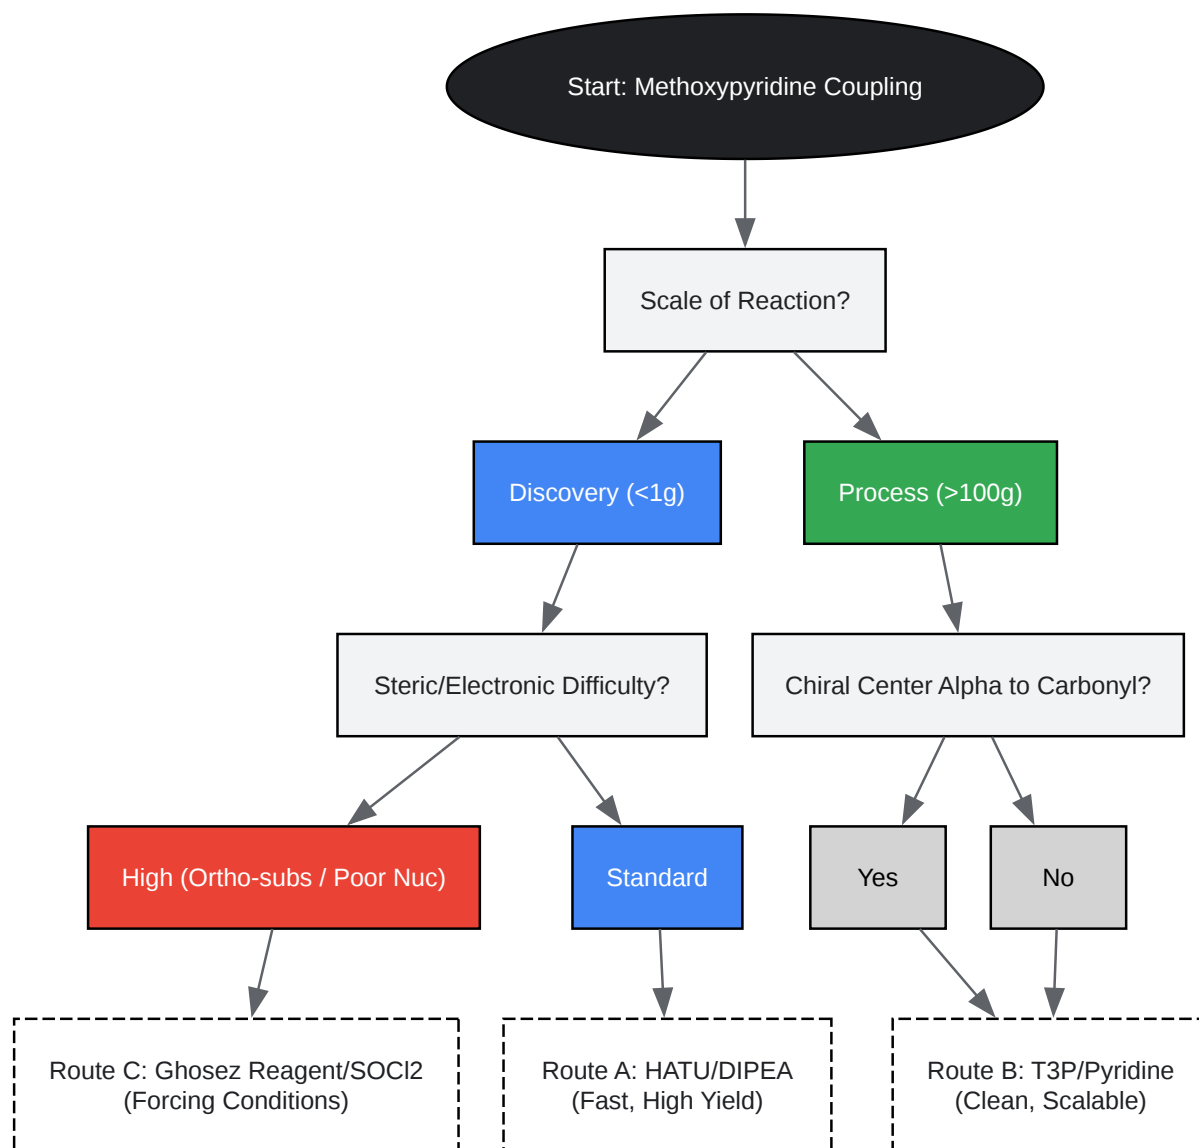 Start: Methoxypyridine Coupling
Scale of Reaction?
Discovery (<1g)
Process (>100g)
Steric/Electronic Difficulty?
Chiral Center Alpha to Carbonyl?
High (Ortho-subs / Poor Nuc)
Standard
Yes
No
Route C: Ghosez Reagent/SOCl2
(Forcing Conditions)
Route A: HATU/DIPEA
(Fast, High Yield)
Route B: T3P/Pyridine
(Clean, Scalable)